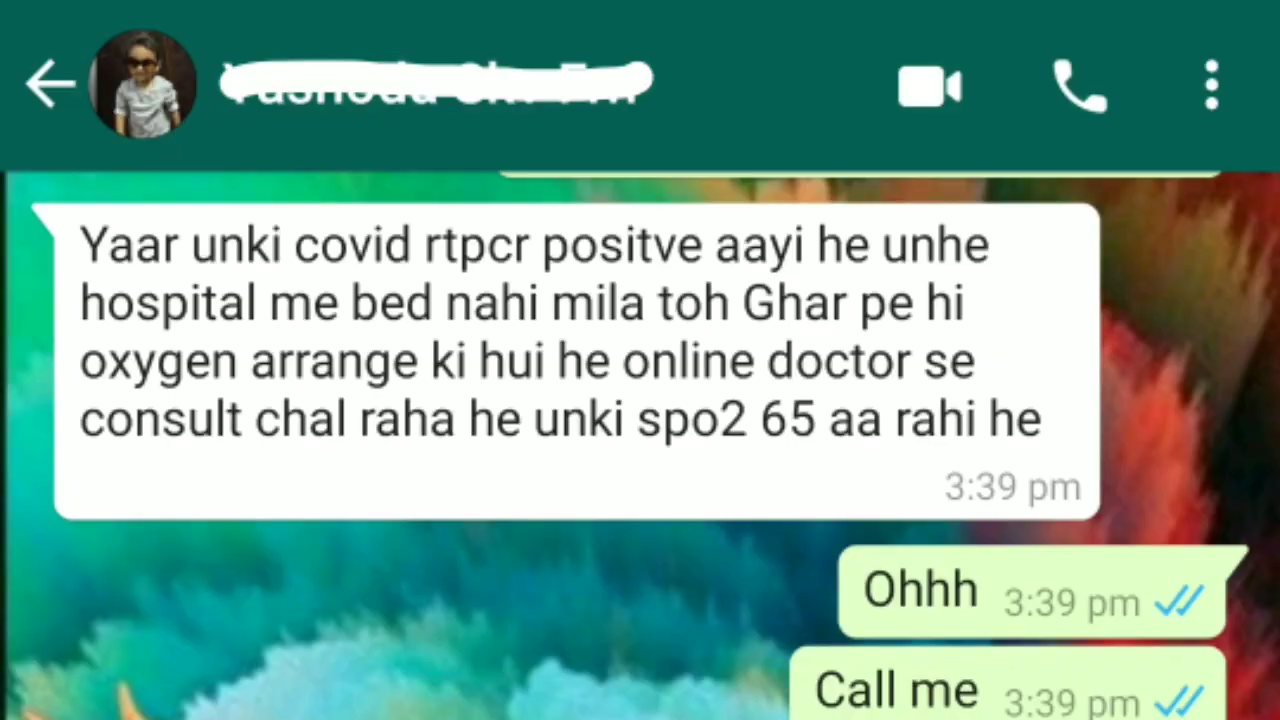 Yaar unki covid rtpcr positve aayi he unhe
hospital me bed nahi mila toh Ghar pe hi
oxygen arrange ki hui he online doctor se
consult chal raha he unki spo2 65 aa rahi he
3:39 pm
Ohhh 3:39 pm
Call me 3:39 pm